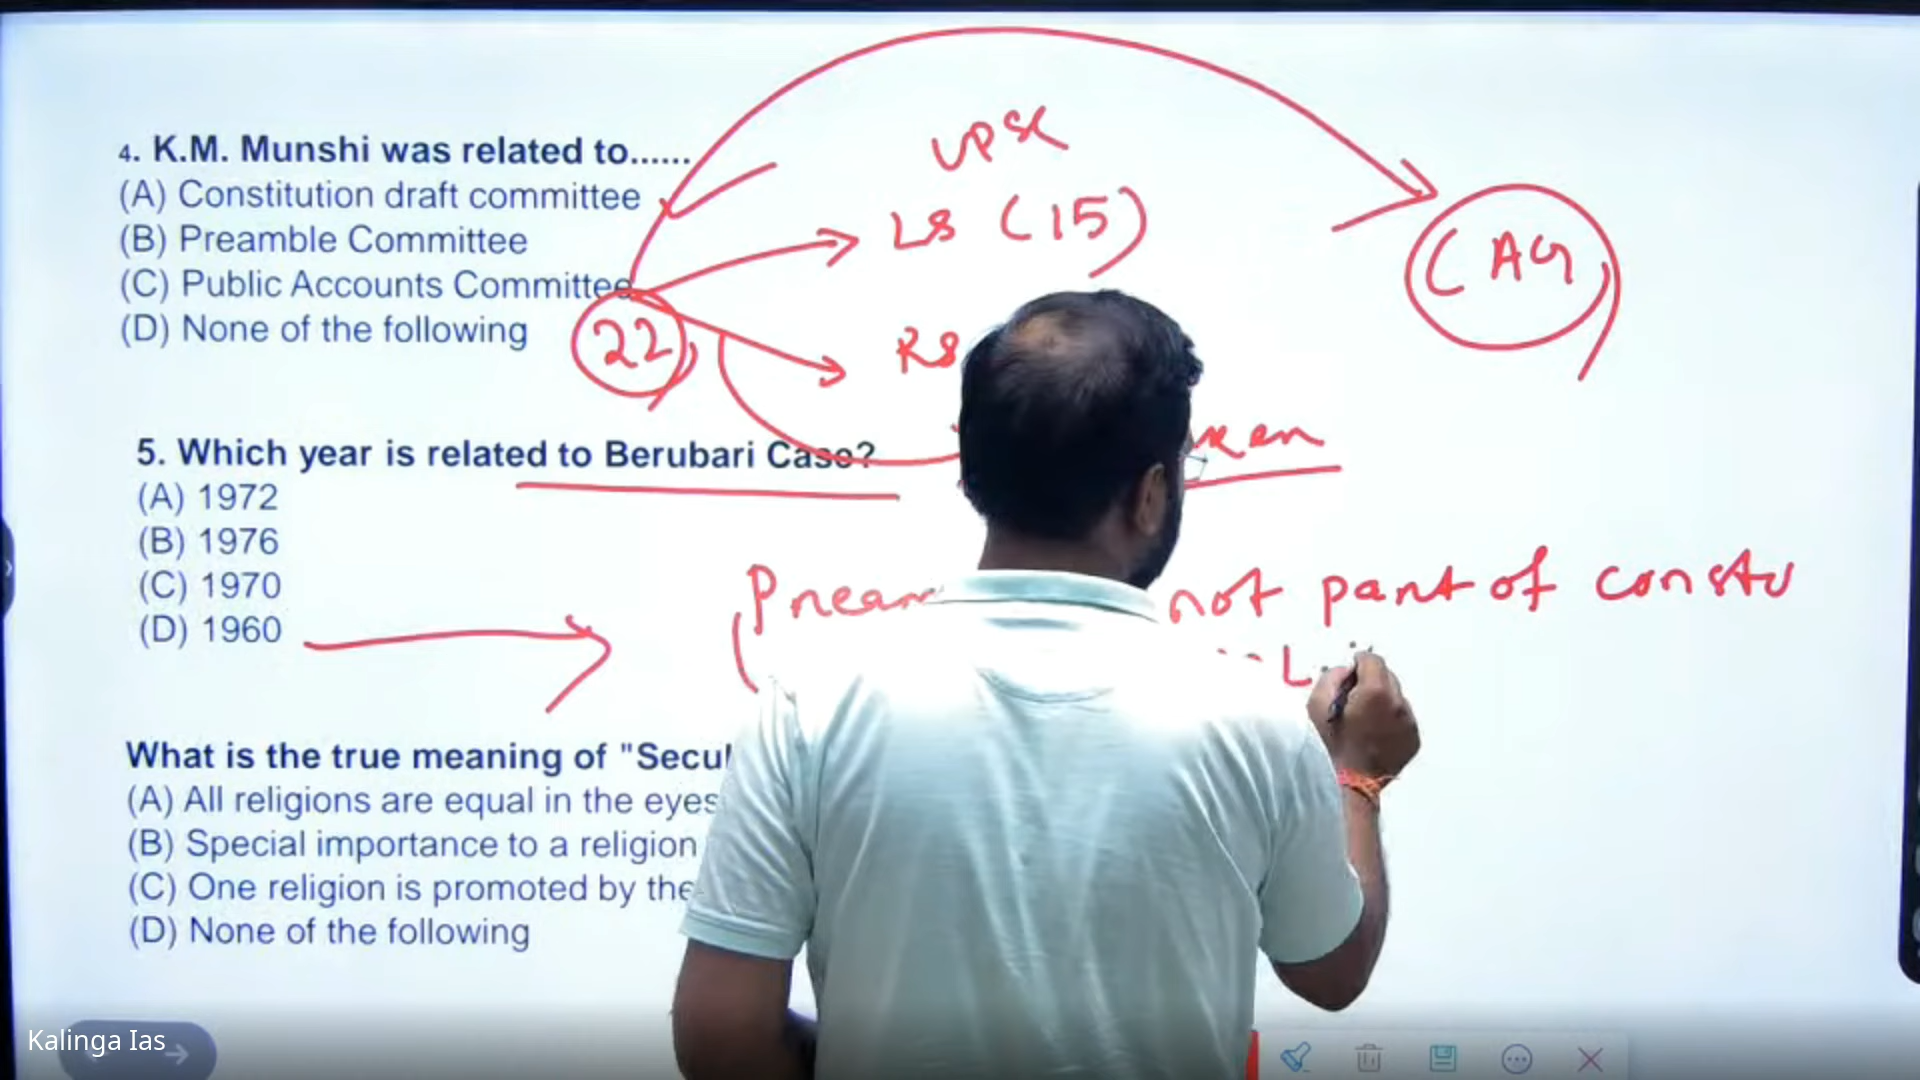 4. K.M. Munshi was related to......
(A) Constitution draft committee
(B) Preamble Committee
(C) Public Accounts Committee
(D) None of the following
UPSC
LS (15)
RS
22
CAG
5. Which year is related to Berubari Case?
(A) 1972
(B) 1976
(C) 1970
(D) 1960
not part of constu
What is the true meaning of "Secul
(A) All religions are equal in the eyes
(B) Special importance to a religion
(C) One religion is promoted by the
(D) None of the following
Kalinga Ias